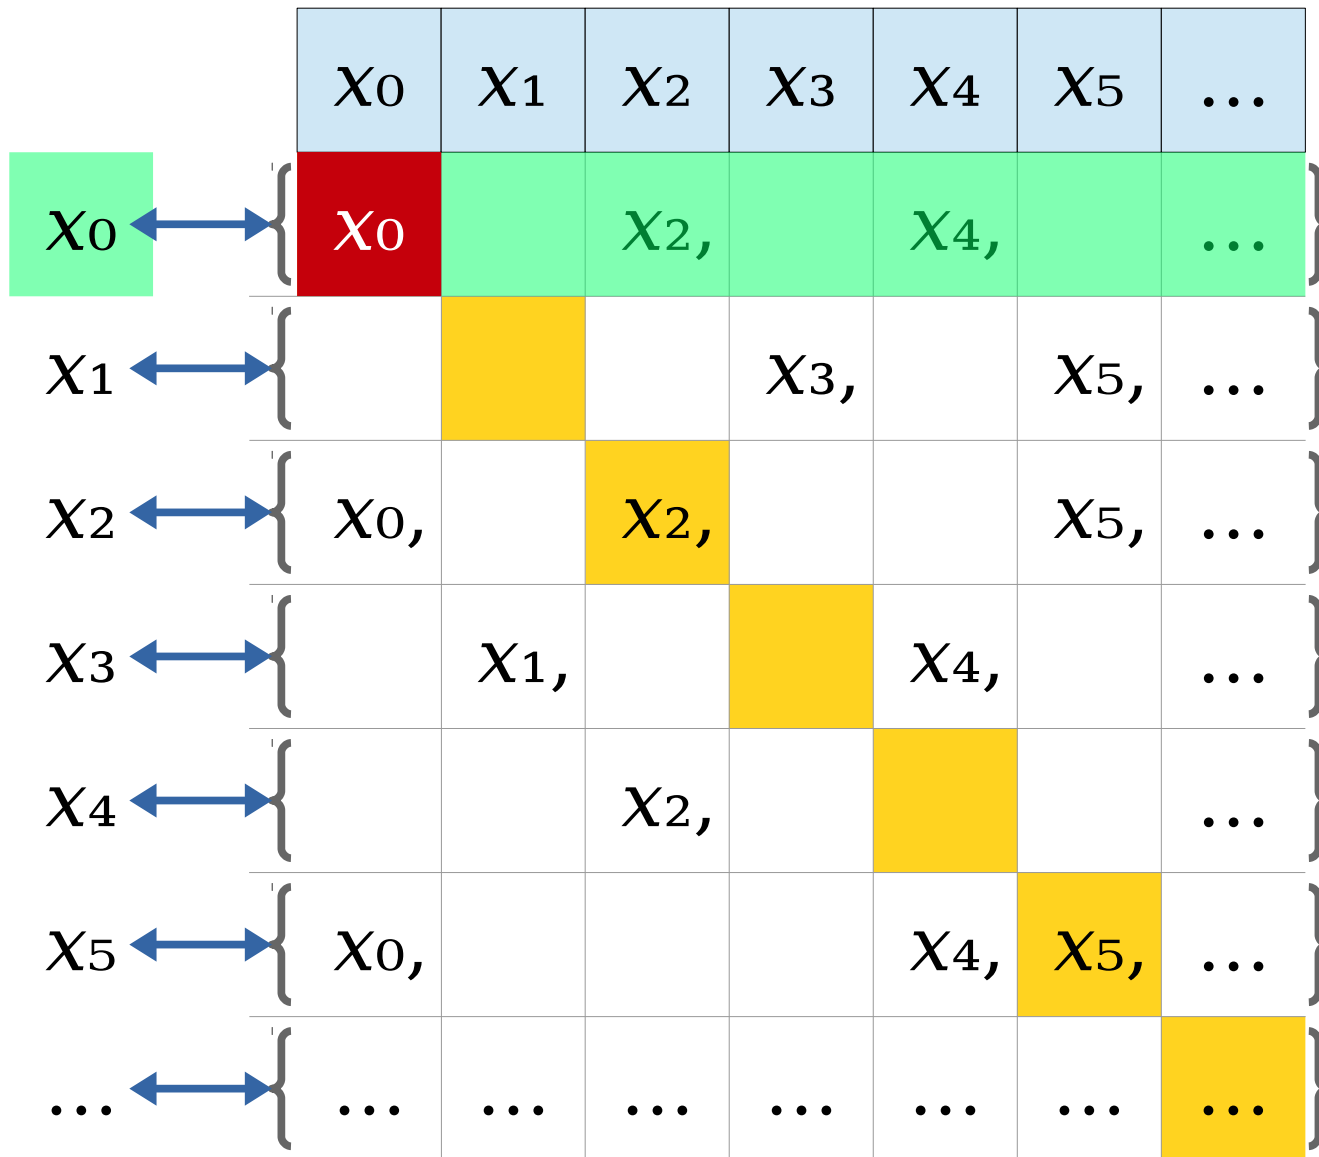 x₀ x₁ x₂ x₃ x₄ x₅ ...
x₀ { x₀ x₂, x₄, ... }
x₁ { x₃, x₅, ... }
x₂ { x₀, x₂, x₅, ... }
x₃ { x₁, x₄, ... }
x₄ { x₂, ... }
x₅ { x₀, x₄, x₅, ... }
... { ... ... ... ... ... ... ... }